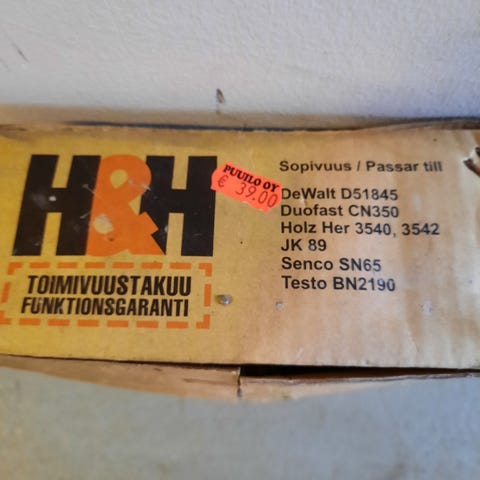 H&H
TOIMIVUUSTAKUU
FUNKTIONSGARANTI
PUUILO OY
€ 39.00
Sopivuus / Passar till
DeWalt D51845
Duofast CN350
Holz Her 3540, 3542
JK 89
Senco SN65
Testo BN2190